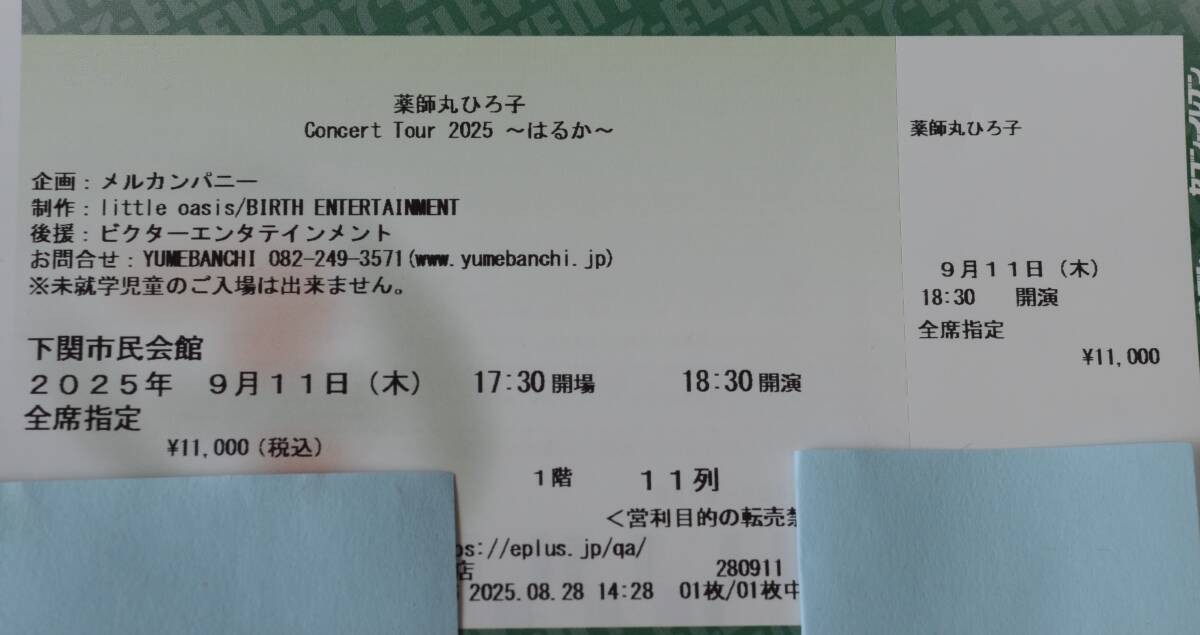 薬師丸ひろ子
Concert Tour 2025 ～はるか～
企画：メルカンパニー
制作：little oasis/BIRTH ENTERTAINMENT
後援：ビクターエンタテインメント
お問合せ：YUMEBANCHI 082-249-3571(www.yumebanchi.jp)
※未就学児童のご入場は出来ません。
下関市民会館
２０２５年　９月１１日（木）　17:30 開場　18:30 開演
全席指定
¥11,000（税込）
１階　１１列
＜営利目的の転売禁
ps://eplus.jp/qa/
店　280911
2025.08.28 14:28　01枚/01枚中
薬師丸ひろ子
９月１１日（木）
18:30　開演
全席指定
¥11,000